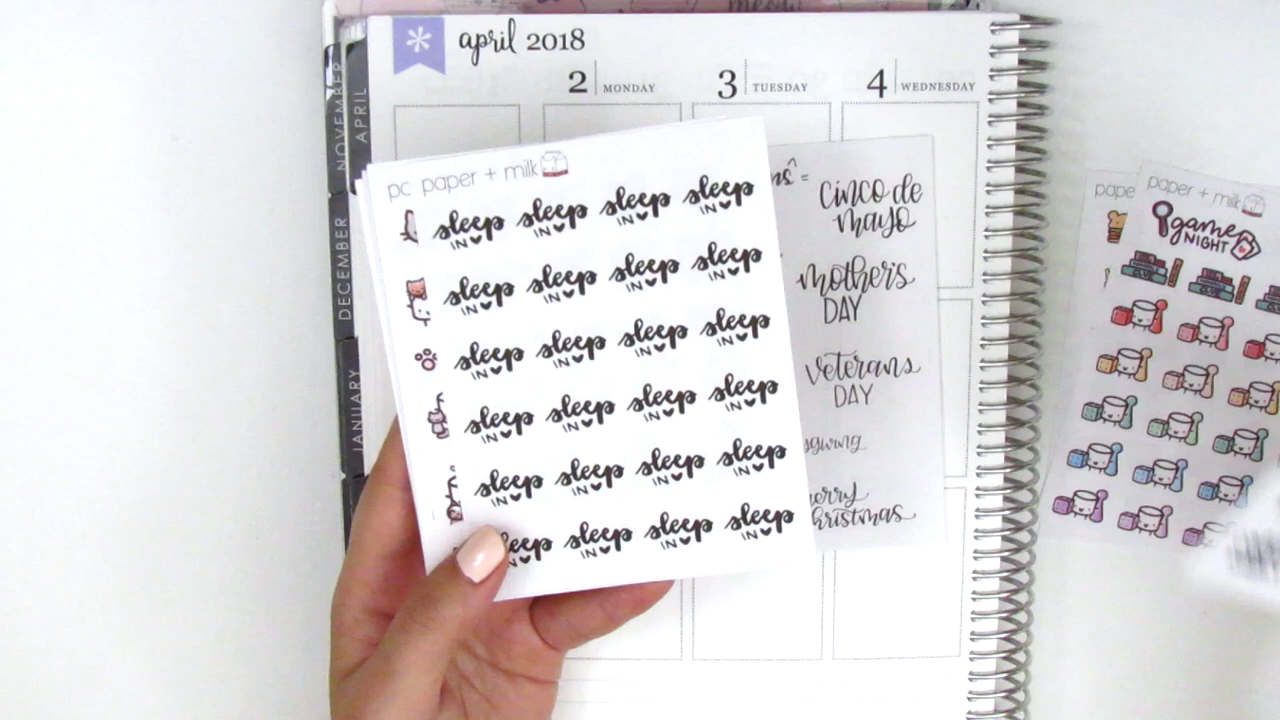 april 2018
2 MONDAY
3 TUESDAY
4 WEDNESDAY
NOVEMBER
APRIL
DECEMBER
JANUARY
pc paper + milk
sleep sleep sleep sleep
IN IN IN IN
sleep sleep sleep sleep
IN IN IN IN
sleep sleep sleep sleep
IN IN IN IN
sleep sleep sleep sleep
IN IN IN IN
sleep sleep sleep sleep
IN IN IN IN
sleep sleep sleep sleep
IN IN IN IN
cinco de
mayo
mother's
DAY
veterans
DAY
christmas
pape
paper + milk
game
NIGHT